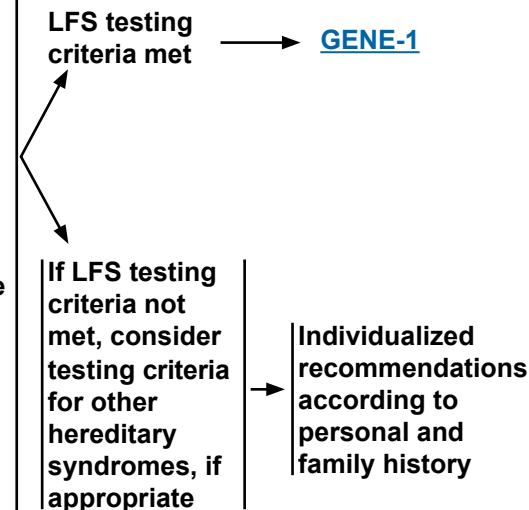 LFS testing
criteria met
GENE-1
e
If LFS testing
criteria not
met, consider
testing criteria
for other
hereditary
syndromes, if
appropriate
Individualized
recommendations
according to
personal and
family history